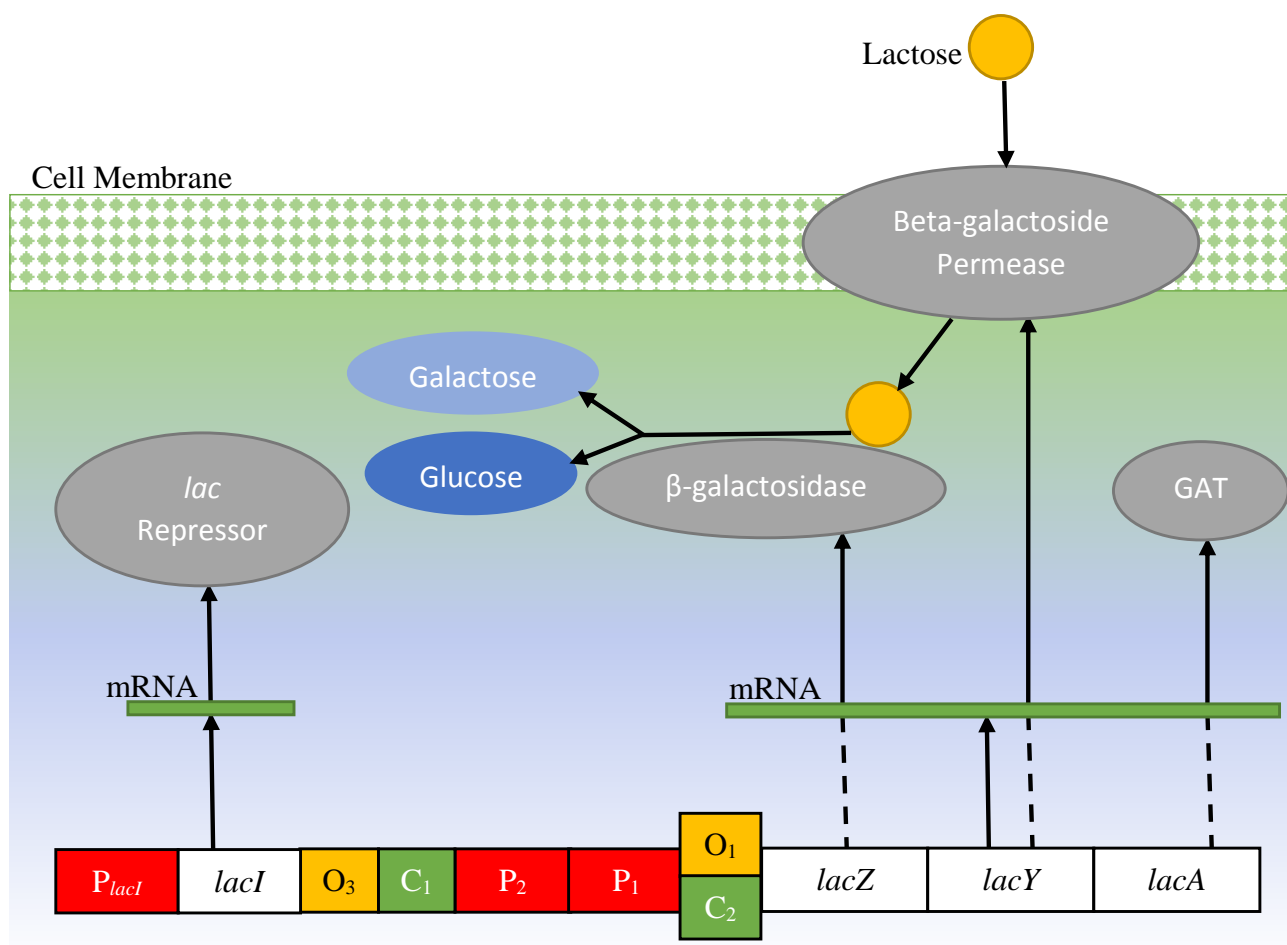 Lactose
Cell Membrane
Beta-galactoside
Permease
Galactose
Glucose
β-galactosidase
GAT
lac
Repressor
mRNA
mRNA
P_lacI lacI O₃ C₁ P₂ P₁ O₁ lacZ lacY lacA
C₂